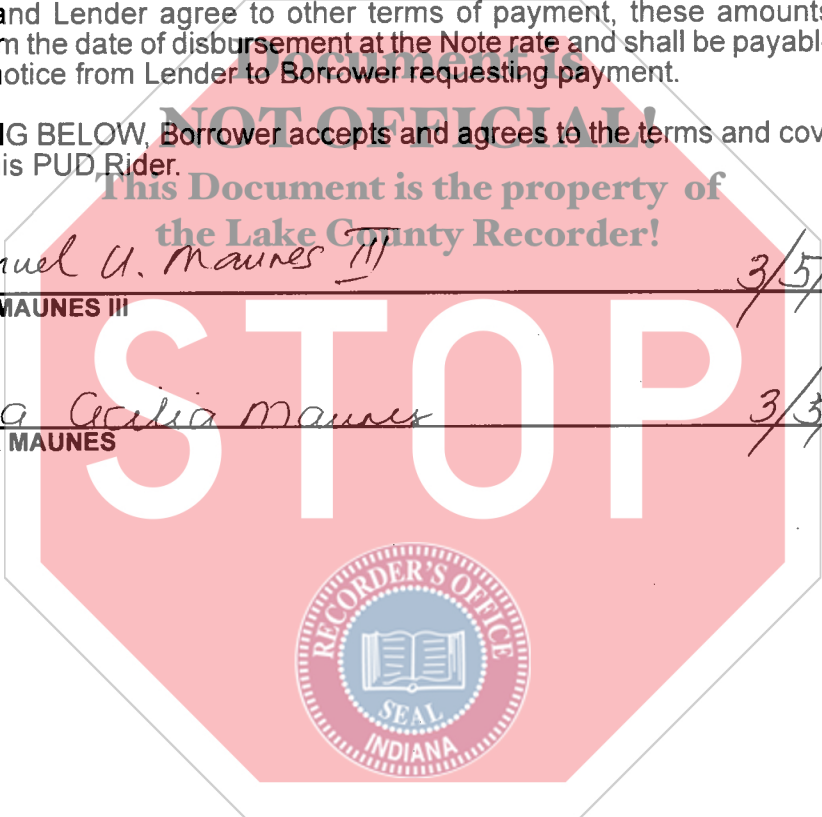 and Lender agree to other terms of payment, these amounts
m the date of disbursement at the Note rate and shall be payabl
notice from Lender to Borrower requesting payment.
Document is
NOT OFFICIAL!
This Document is the property of
the Lake County Recorder!
G BELOW, Borrower accepts and agrees to the terms and cov
is PUD Rider.
nuel U. Maunes III 3/5/
MAUNES III
STOP
a Cecilia Maunes 3/5
MAUNES
RECORDER'S OFFICE
SEAL
INDIANA